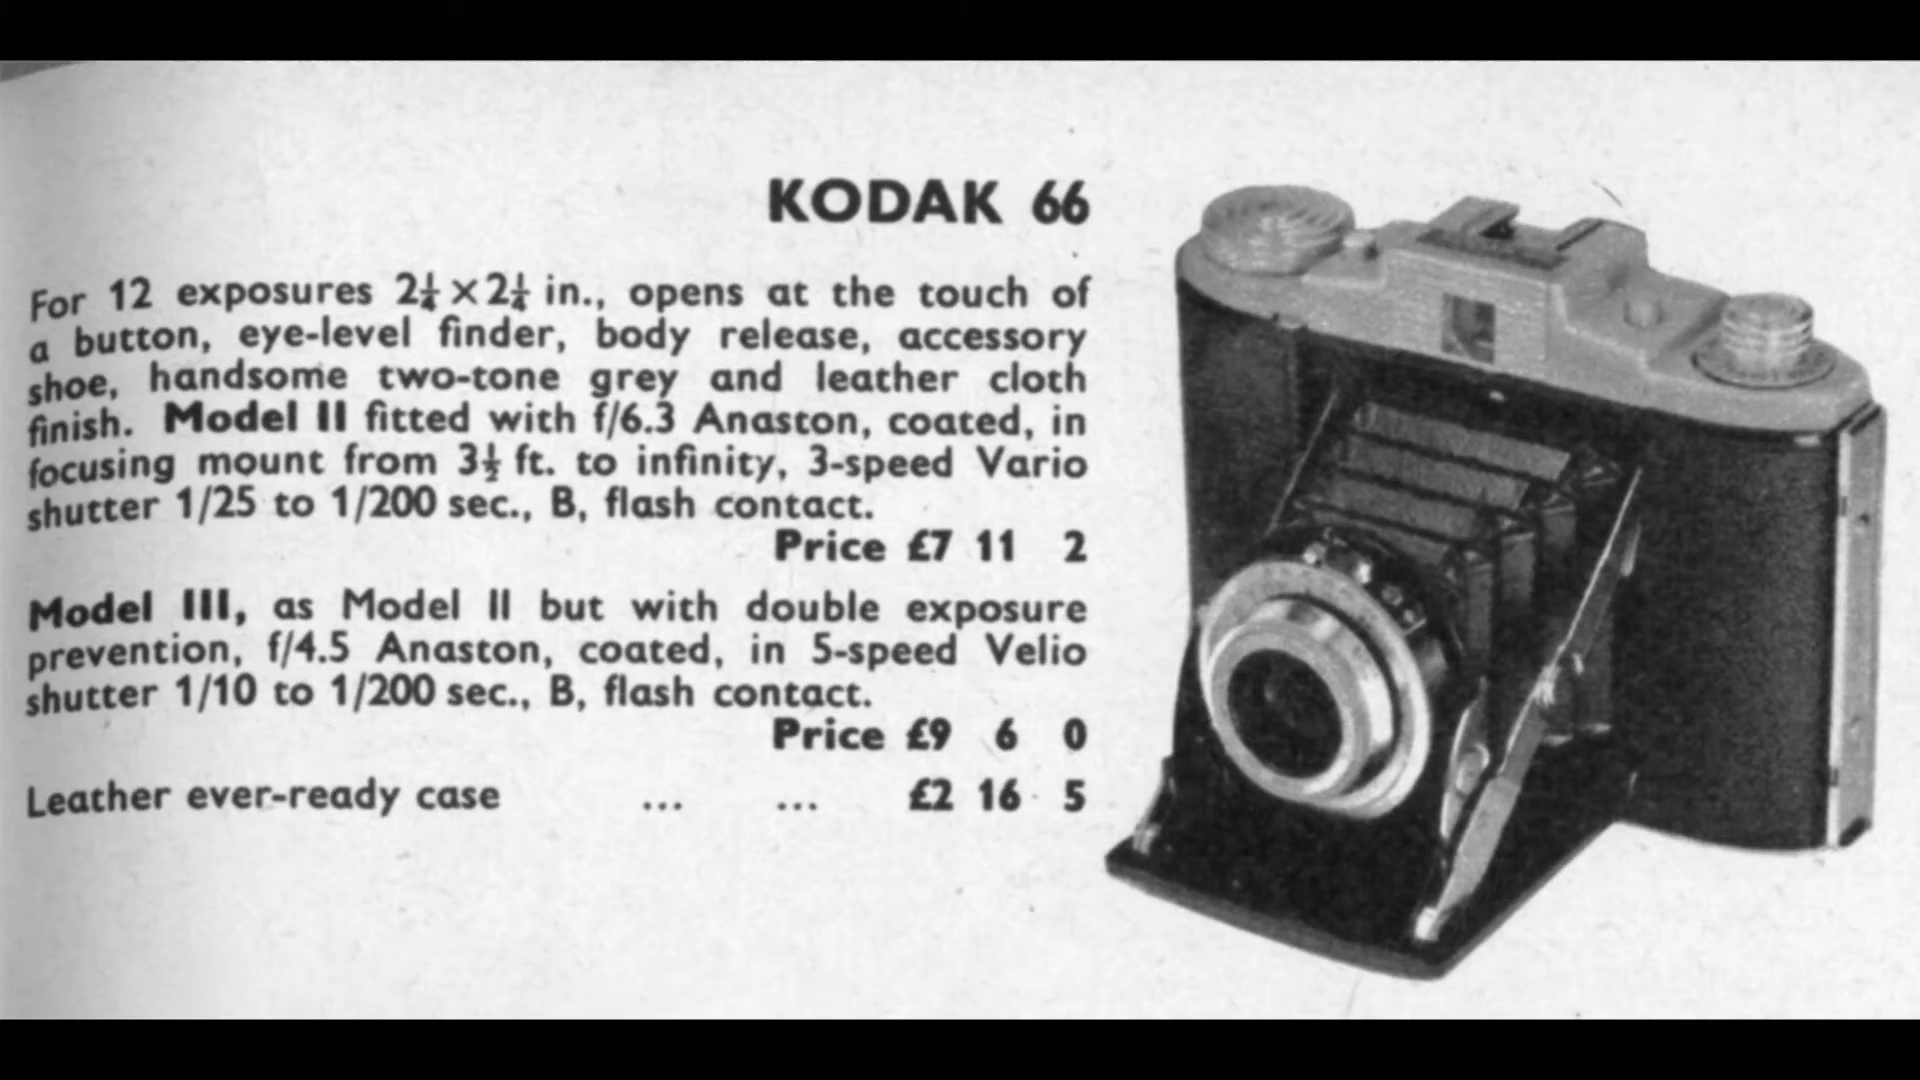 KODAK 66
For 12 exposures 2¼ × 2¼ in., opens at the touch of
a button, eye-level finder, body release, accessory
shoe, handsome two-tone grey and leather cloth
finish. Model II fitted with f/6.3 Anaston, coated, in
focusing mount from 3½ ft. to infinity, 3-speed Vario
shutter 1/25 to 1/200 sec., B, flash contact.
Price £7 11 2
Model III, as Model II but with double exposure
prevention, f/4.5 Anaston, coated, in 5-speed Velio
shutter 1/10 to 1/200 sec., B, flash contact.
Price £9 6 0
Leather ever-ready case ... ... £2 16 5